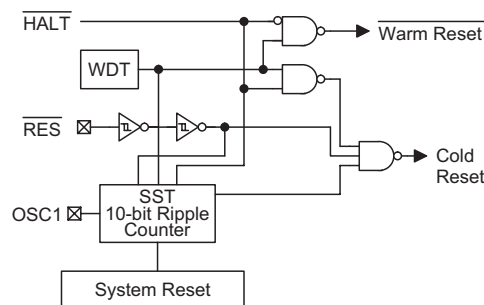 HALT
Warm Reset
WDT
RES
Cold
Reset
SST
10-bit Ripple
Counter
OSC1
System Reset